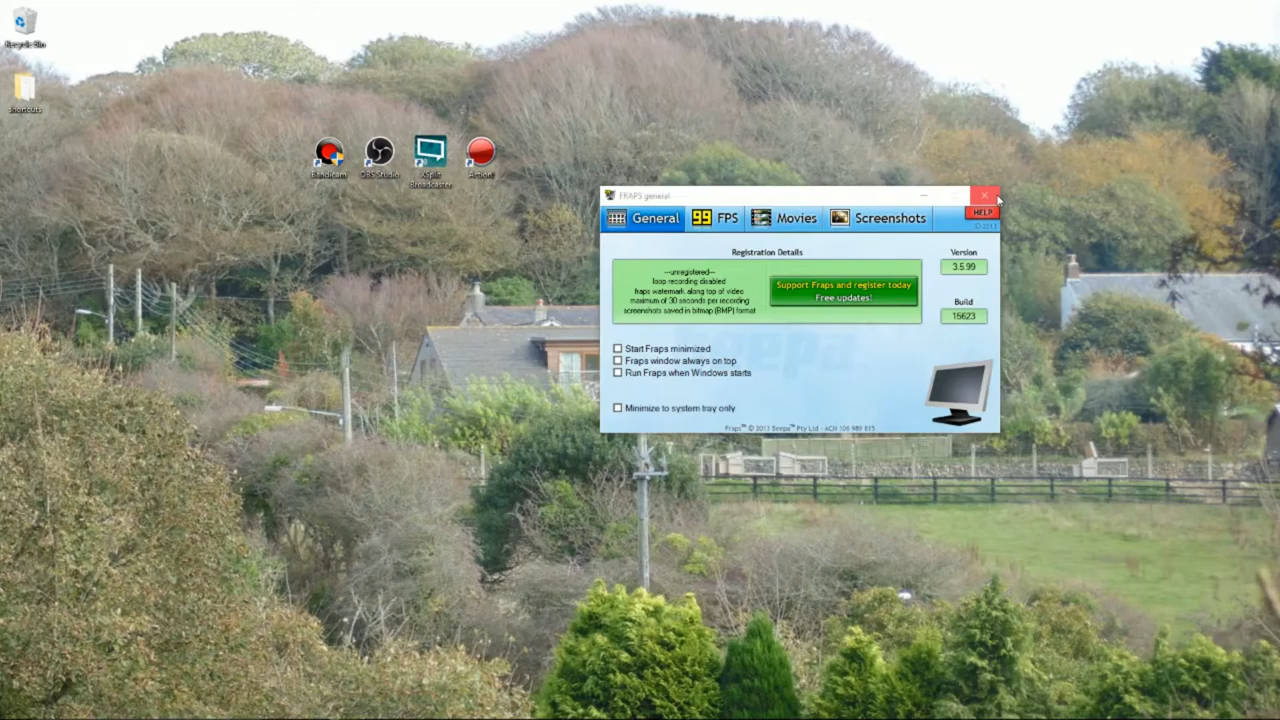 Recycle Bin
shortcuts
Bandicam
OBS Studio
XSplit
Broadcaster
Action!
FRAPS general
General
99
FPS
Movies
Screenshots
HELP
Registration Details
---unregistered---
loop recording disabled
fraps watermark along top of video
maximum of 30 seconds per recording
screenshots saved in bitmap (BMP) format
Support Fraps and register today
Free updates!
Version
3.5.99
Build
15623
Start Fraps minimized
Fraps window always on top
Run Fraps when Windows starts
Minimize to system tray only
beepa
Fraps™ © 2013 Beepa™ Pty Ltd - ACN 106 989 815